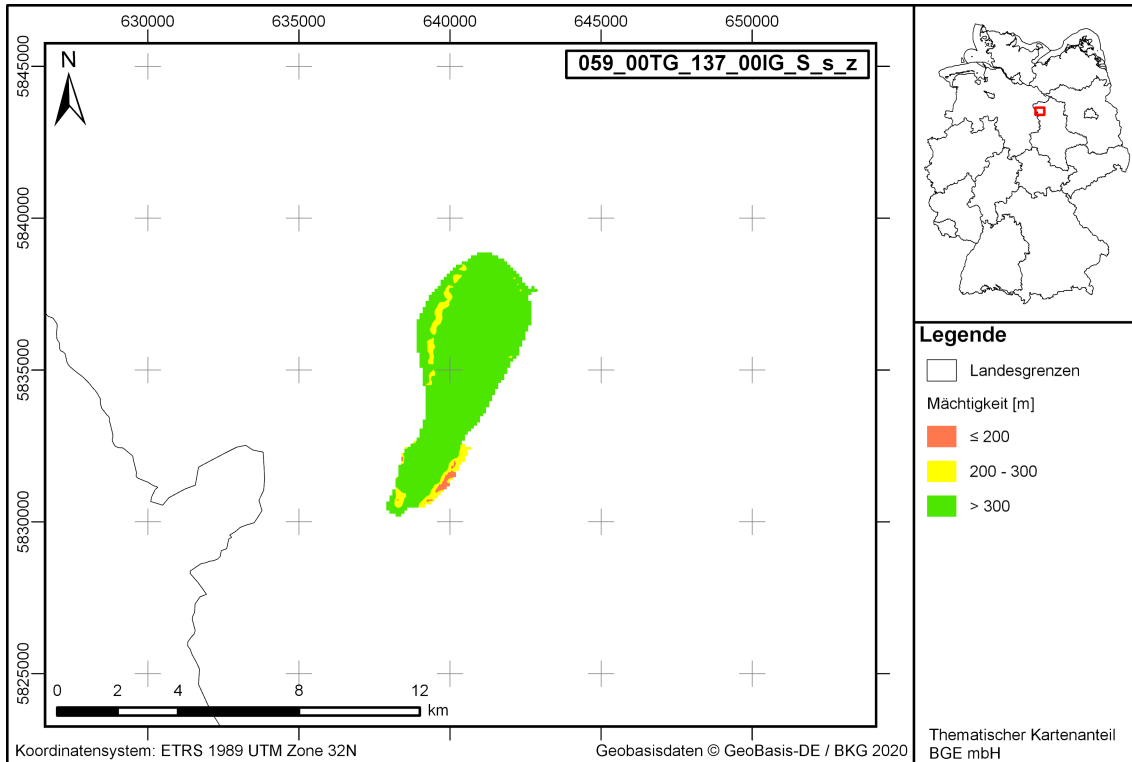 630000
635000
640000
645000
650000
5845000
5840000
5835000
5830000
5825000
N
059_00TG_137_00IG_S_s_z
0 2 4 8 12
km
Koordinatensystem: ETRS 1989 UTM Zone 32N
Geobasisdaten © GeoBasis-DE / BKG 2020
Legende
Landesgrenzen
Mächtigkeit [m]
≤ 200
200 - 300
> 300
Thematischer Kartenanteil
BGE mbH